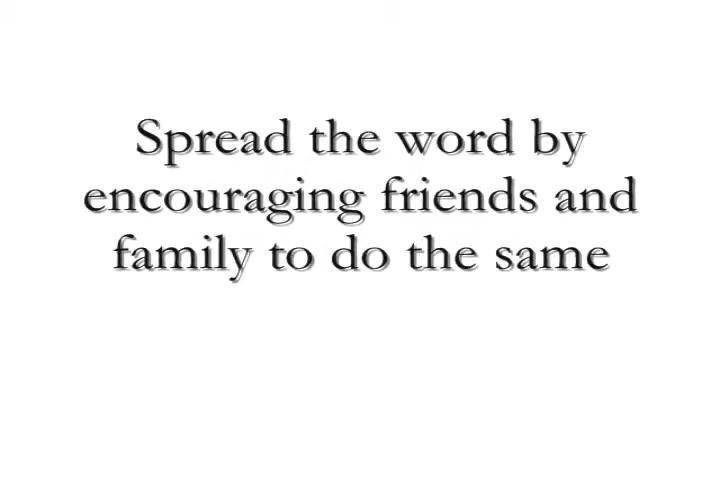 Spread the word by
encouraging friends and
family to do the same